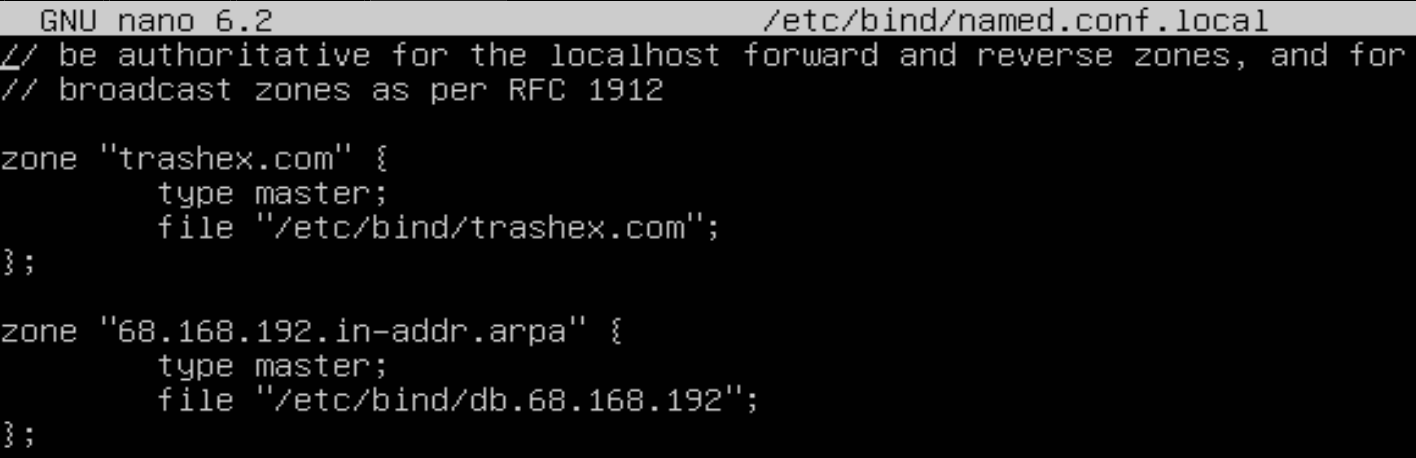 GNU nano 6.2 /etc/bind/named.conf.local
// be authoritative for the localhost forward and reverse zones, and for
// broadcast zones as per RFC 1912
zone "trashex.com" {
type master;
file "/etc/bind/trashex.com";
};
zone "68.168.192.in-addr.arpa" {
type master;
file "/etc/bind/db.68.168.192";
};